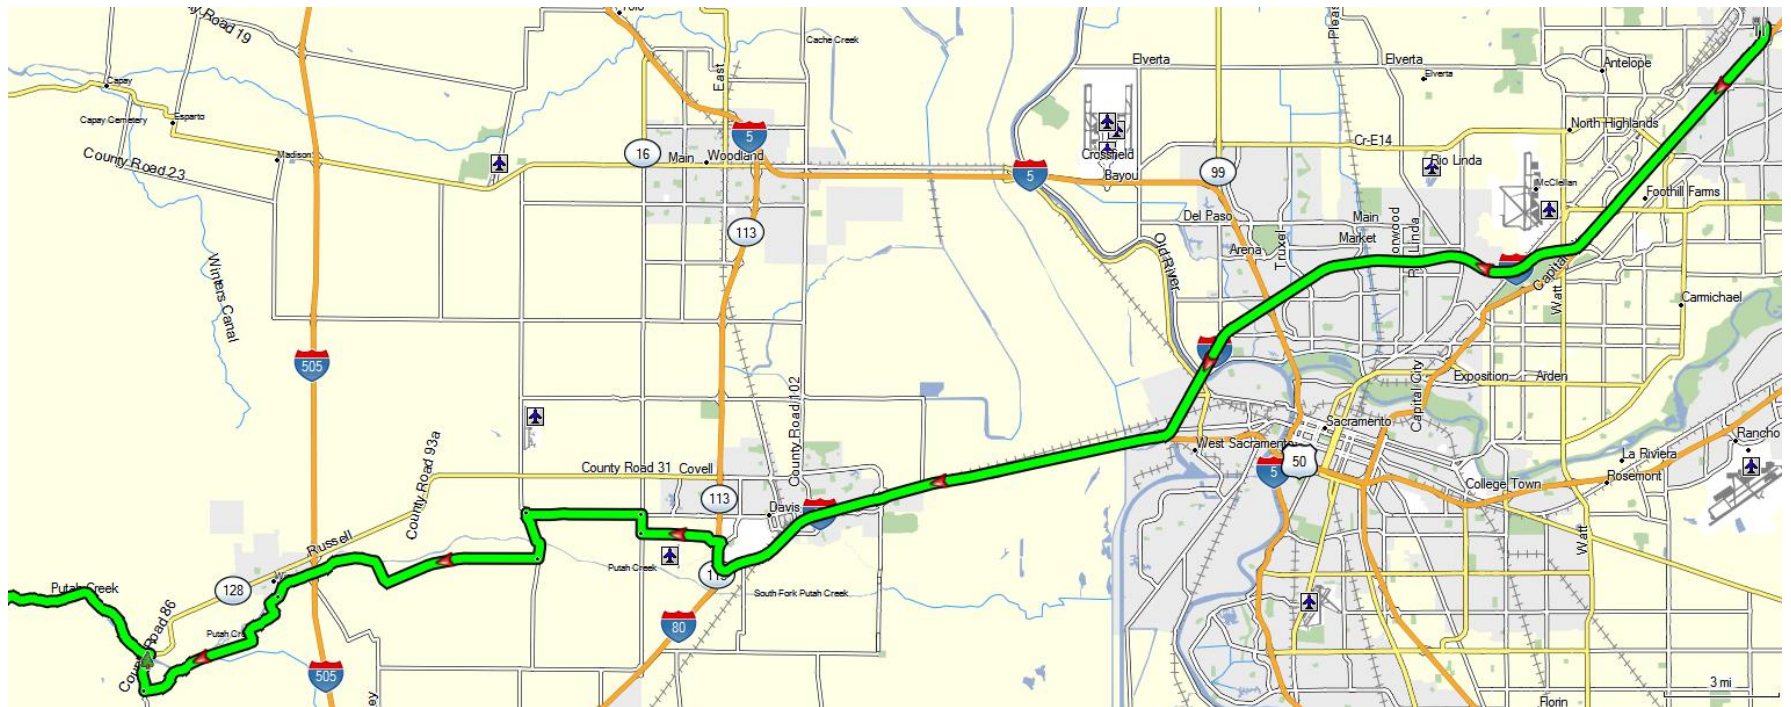 Road 19
Cache Creek
East
Elverta
Elverta
Elverta
Antelope
Capay
Capay Cemetery
Esparto
5
North Highlands
County Road 23
Madison
16
Main
Woodland
Crossfield
Bayou
5
99
Cr-E14
Rio Linda
McClellan
Foothill Farms
113
Del Paso
Main
Market
Arena
Truxel
Old River
Winters Canal
Capital
Watt
Carmichael
505
County Road 102
Exposition
Arden
Capital City
Sacramento
West Sacramento
50
5
Rancho
La Riviera
Rosemont
College Town
County Road 93a
County Road 31
Covell
113
Davis
Russell
Watt
Putah Creek
128
Putah Creek
South Fork Putah Creek
80
County Road 86
505
3 mi
Florin